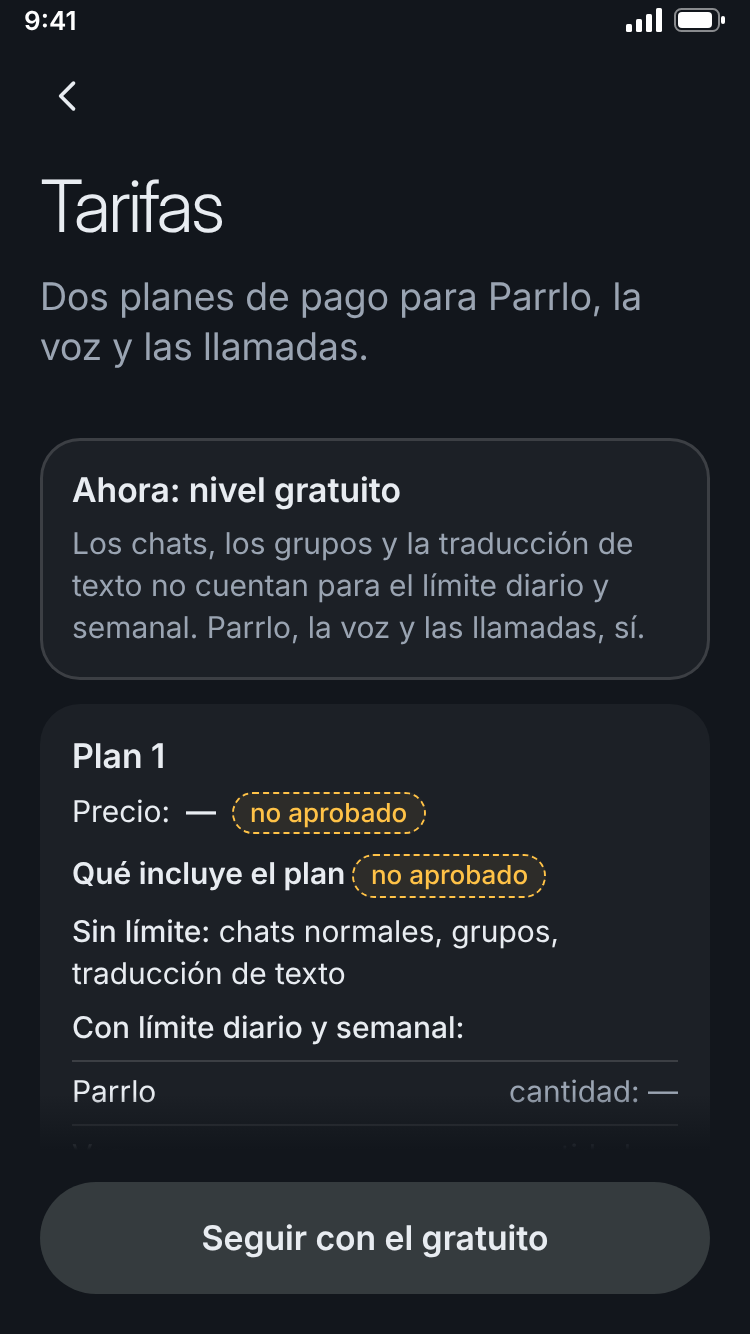 9:41
Tarifas
Dos planes de pago para Parrlo, la
voz y las llamadas.
Ahora: nivel gratuito
Los chats, los grupos y la traducción de
texto no cuentan para el límite diario y
semanal. Parrlo, la voz y las llamadas, sí.
Plan 1
Precio: — no aprobado
Qué incluye el plan no aprobado
Sin límite: chats normales, grupos,
traducción de texto
Con límite diario y semanal:
Parrlo cantidad: —
Seguir con el gratuito